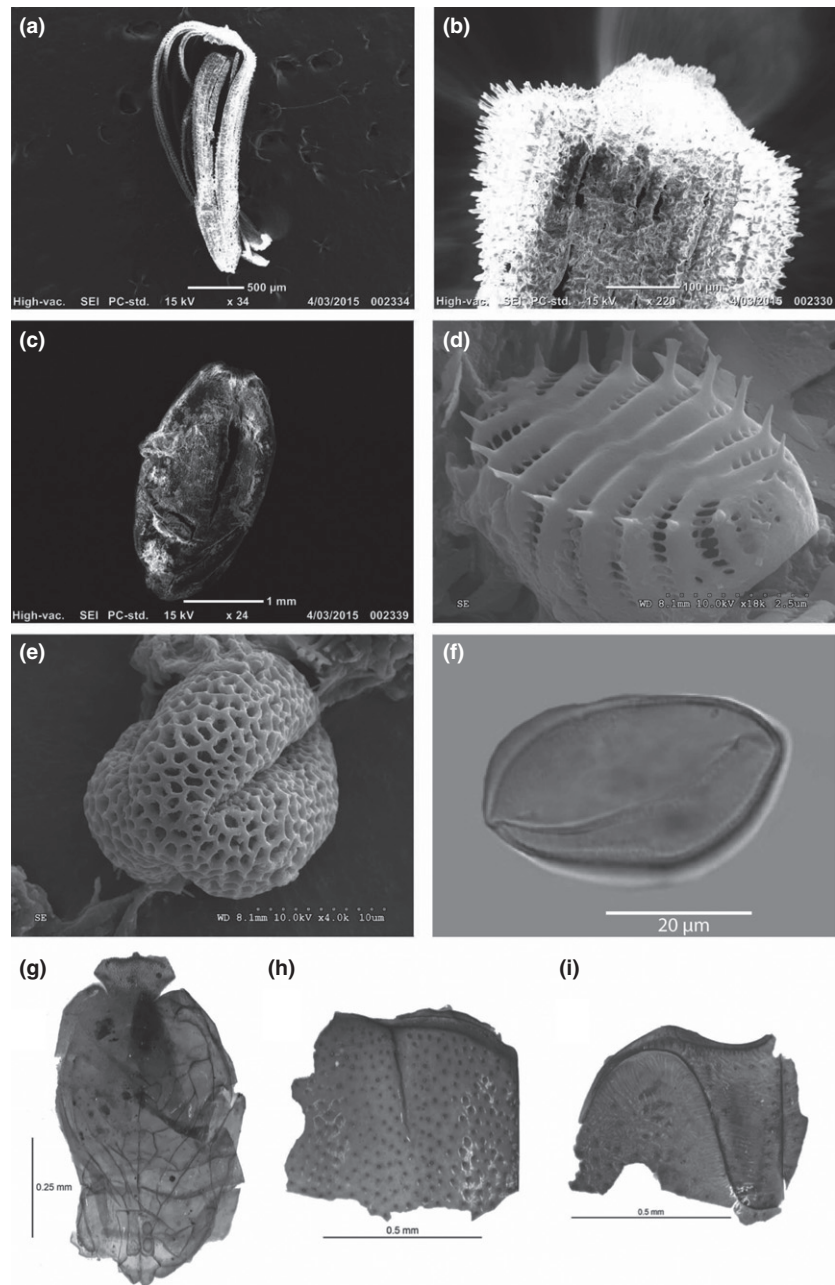 (a)
500 µm
High-vac. SEI PC-std. 15 kV x 34 4/03/2015 002334
(b)
100 µm
High-vac. SEI PC-std. 15 kV x 220 4/03/2015 002330
(c)
1 mm
High-vac. SEI PC-std. 15 kV x 24 4/03/2015 002339
(d)
SE WD 8.1mm 10.0kV x18k 2.5um
(e)
SE WD 8.1mm 10.0kV x4.0k 10um
(f)
20 µm
(g)
0.25 mm
(h)
0.5 mm
(i)
0.5 mm